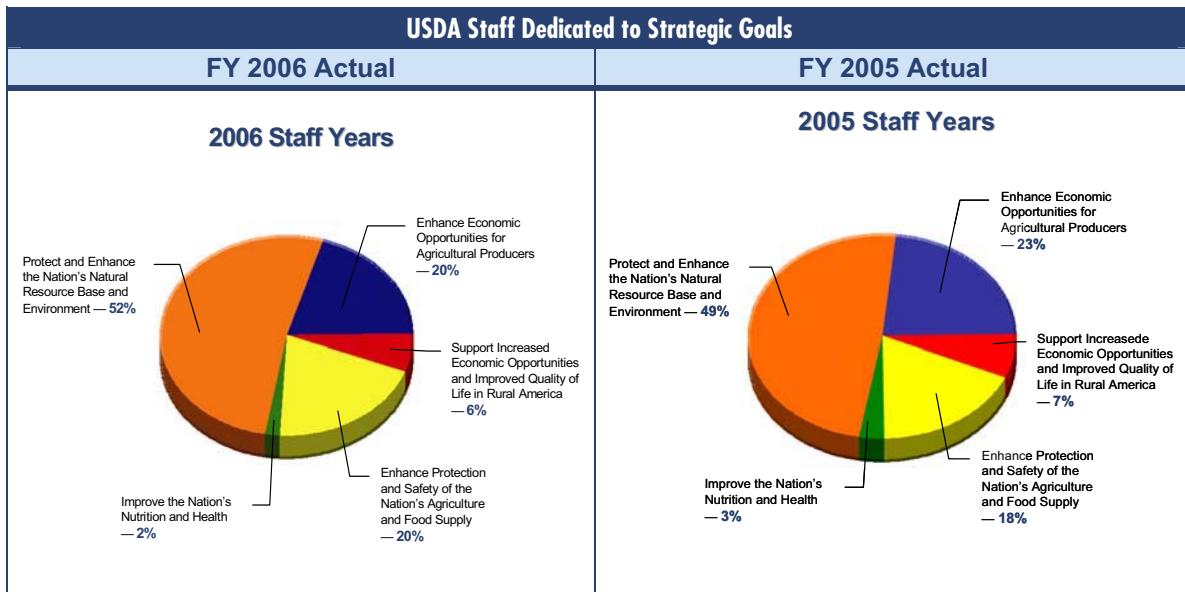 USDA Staff Dedicated to Strategic Goals
FY 2006 Actual
2006 Staff Years
Enhance Economic
Opportunities for
Agricultural Producers
— 20%
Protect and Enhance
the Nation's Natural
Resource Base and
Environment — 52%
Support Increased
Economic Opportunities
and Improved Quality of
Life in Rural America
— 6%
Enhance Protection
and Safety of the
Nation's Agriculture
and Food Supply
— 20%
Improve the Nation's
Nutrition and Health
— 2%
FY 2005 Actual
2005 Staff Years
Enhance Economic
Opportunities for
Agricultural Producers
— 23%
Protect and Enhance
the Nation's Natural
Resource Base and
Environment — 49%
Support Increasede
Economic Opportunities
and Improved Quality of
Life in Rural America
— 7%
Enhance Protection
and Safety of the
Nation's Agriculture
and Food Supply
— 18%
Improve the Nation's
Nutrition and Health
— 3%